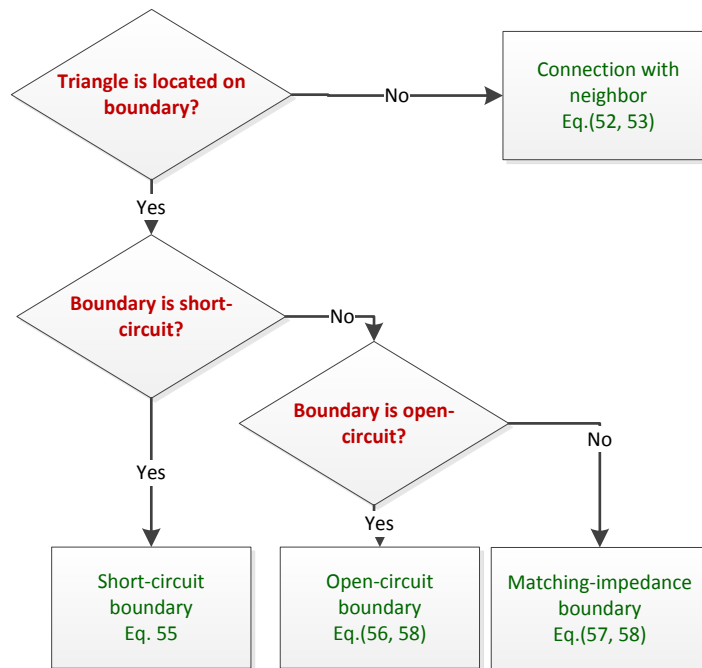 Triangle is located on
boundary?
No
Connection with
neighbor
Eq.(52, 53)
Yes
Boundary is short-
circuit?
No
Boundary is open-
circuit?
No
Yes
Yes
Short-circuit
boundary
Eq. 55
Open-circuit
boundary
Eq.(56, 58)
Matching-impedance
boundary
Eq.(57, 58)